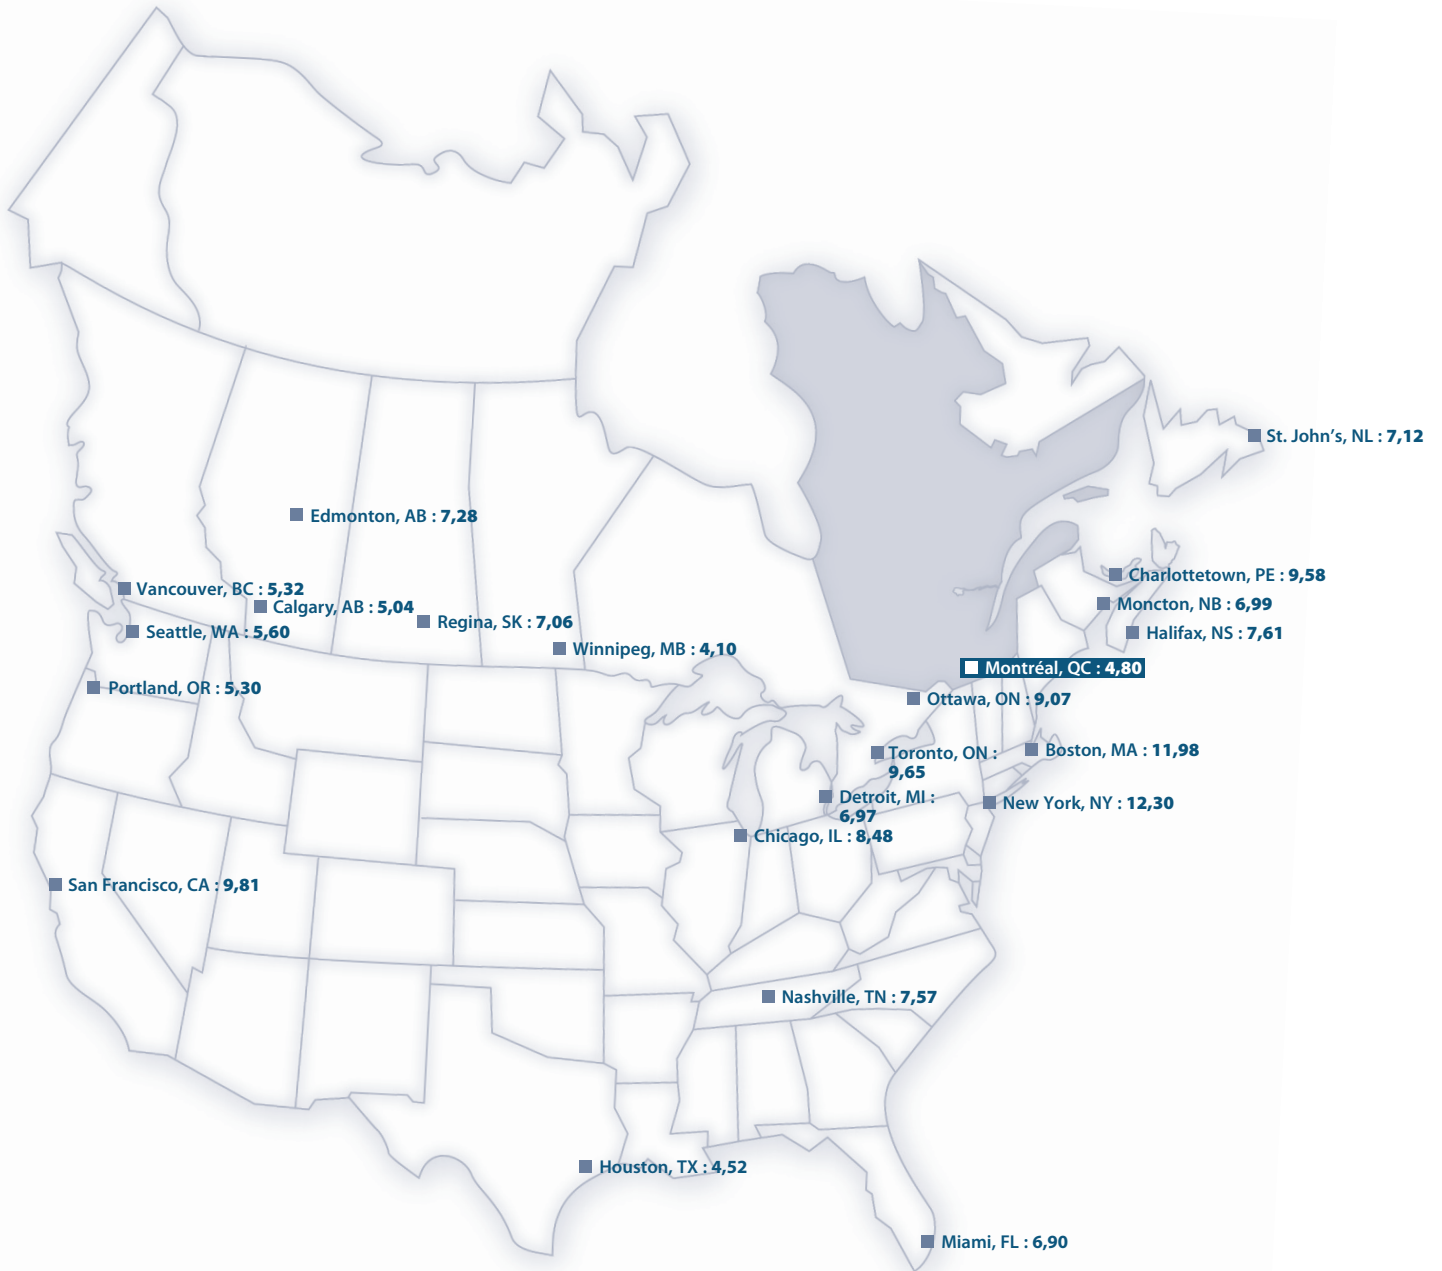 St. John’s, NL : 7,12
Edmonton, AB : 7,28
Charlottetown, PE : 9,58
Vancouver, BC : 5,32
Calgary, AB : 5,04
Moncton, NB : 6,99
Regina, SK : 7,06
Seattle, WA : 5,60
Halifax, NS : 7,61
Winnipeg, MB : 4,10
Montréal, QC : 4,80
Portland, OR : 5,30
Ottawa, ON : 9,07
Boston, MA : 11,98
Toronto, ON :
9,65
Detroit, MI :
6,97
New York, NY : 12,30
Chicago, IL : 8,48
San Francisco, CA : 9,81
Nashville, TN : 7,57
Houston, TX : 4,52
Miami, FL : 6,90